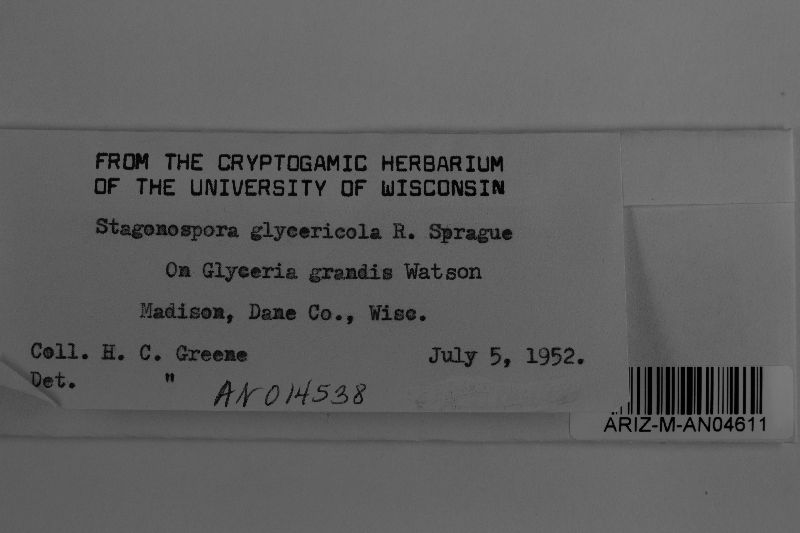 FROM THE CRYPTOGAMIC HERBARIUM
OF THE UNIVERSITY OF WISCONSIN
Stagonospora glycericola R. Sprague
On Glyceria grandis Watson
Madison, Dane Co., Wisc.
Coll. H. C. Greene July 5, 1952.
Det. "
AN014538
ARIZ-M-AN04611